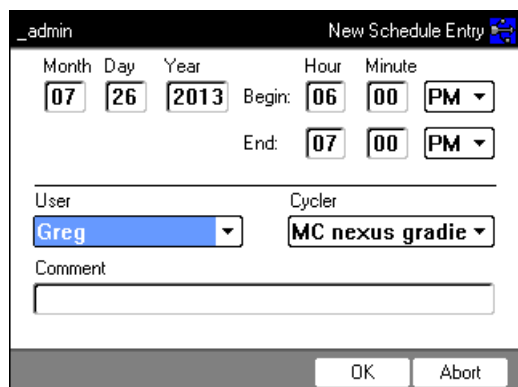 _admin New Schedule Entry
Month Day Year Hour Minute
07 26 2013 Begin: 06 00 PM
End: 07 00 PM
User Cycler
Greg MC nexus gradie
Comment
OK Abort